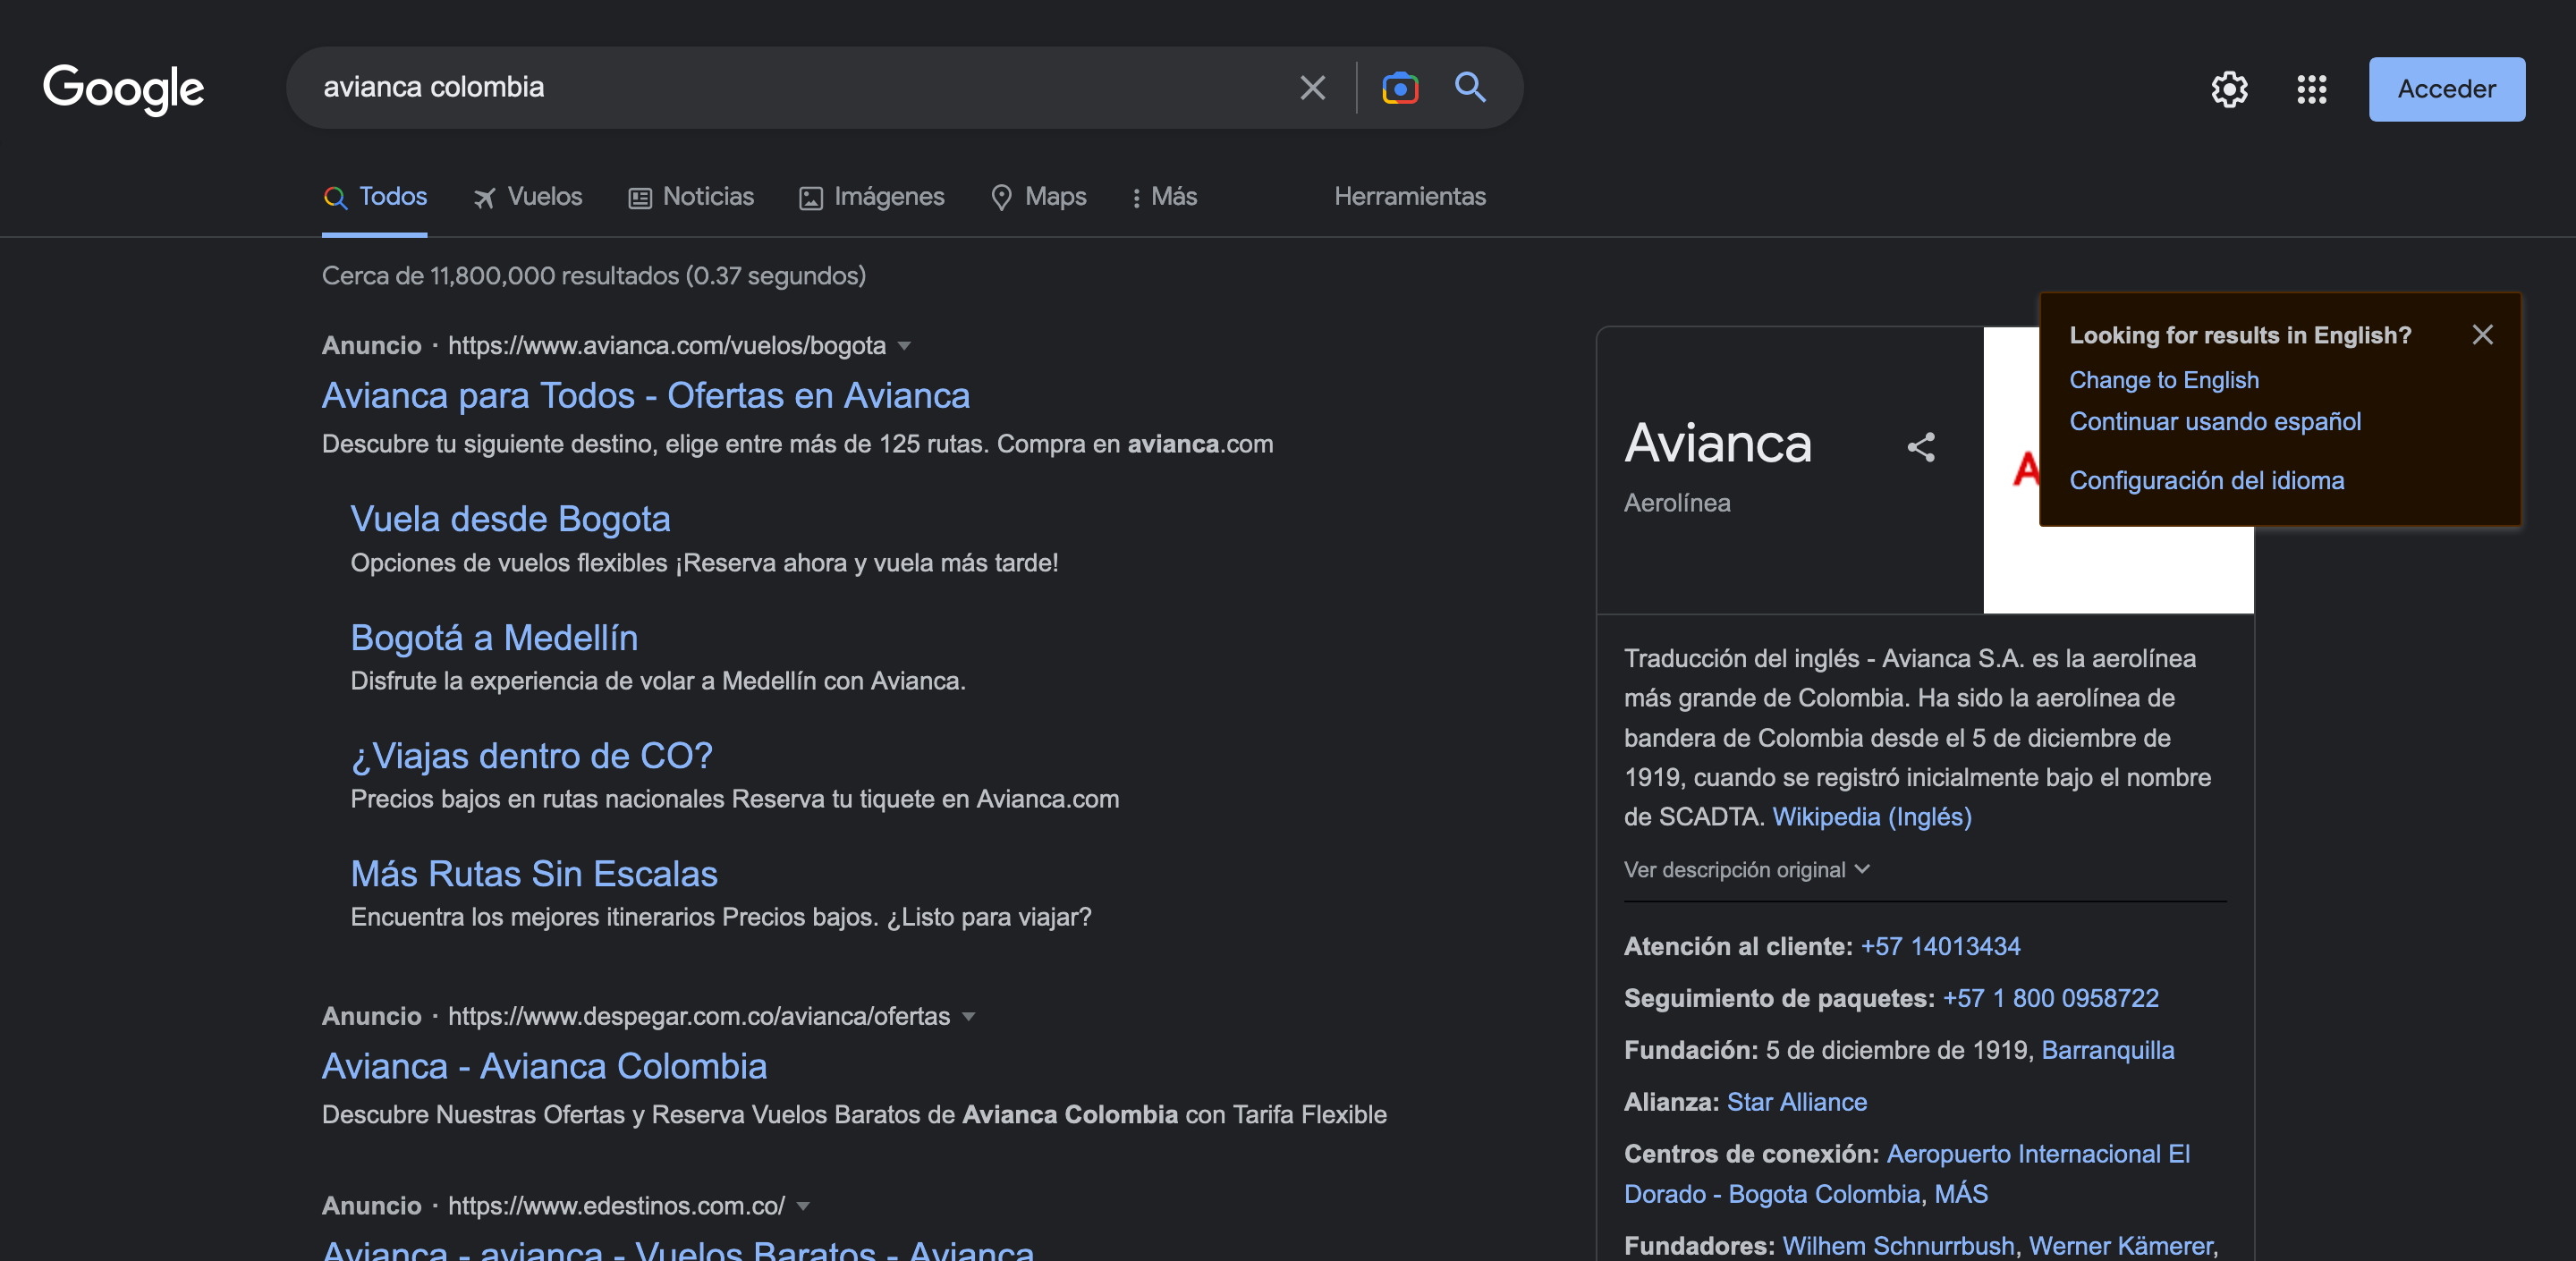 Google
avianca colombia
Acceder
Todos
Vuelos
Noticias
Imágenes
Maps
Más
Herramientas
Cerca de 11,800,000 resultados (0.37 segundos)
Anuncio · https://www.avianca.com/vuelos/bogota
Avianca para Todos - Ofertas en Avianca
Descubre tu siguiente destino, elige entre más de 125 rutas. Compra en avianca.com
Vuela desde Bogota
Opciones de vuelos flexibles ¡Reserva ahora y vuela más tarde!
Bogotá a Medellín
Disfrute la experiencia de volar a Medellín con Avianca.
¿Viajas dentro de CO?
Precios bajos en rutas nacionales Reserva tu tiquete en Avianca.com
Más Rutas Sin Escalas
Encuentra los mejores itinerarios Precios bajos. ¿Listo para viajar?
Anuncio · https://www.despegar.com.co/avianca/ofertas
Avianca - Avianca Colombia
Descubre Nuestras Ofertas y Reserva Vuelos Baratos de Avianca Colombia con Tarifa Flexible
Anuncio · https://www.edestinos.com.co/
Avianca - avianca - Vuelos Baratos - Avianca
Looking for results in English?
Change to English
Continuar usando español
Configuración del idioma
Avianca
Aerolínea
A
Traducción del inglés - Avianca S.A. es la aerolínea
más grande de Colombia. Ha sido la aerolínea de
bandera de Colombia desde el 5 de diciembre de
1919, cuando se registró inicialmente bajo el nombre
de SCADTA. Wikipedia (Inglés)
Ver descripción original
Atención al cliente: +57 14013434
Seguimiento de paquetes: +57 1 800 0958722
Fundación: 5 de diciembre de 1919, Barranquilla
Alianza: Star Alliance
Centros de conexión: Aeropuerto Internacional El
Dorado - Bogota Colombia, MÁS
Fundadores: Wilhem Schnurrbush, Werner Kämerer,